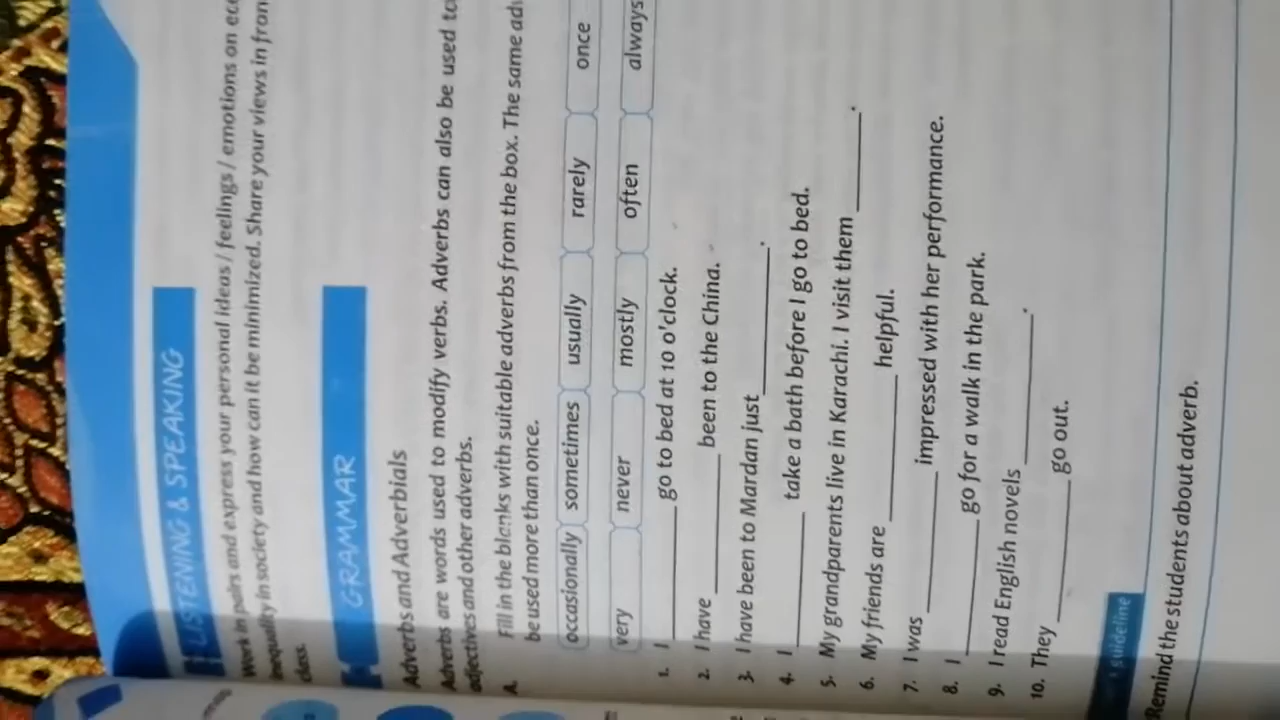 LISTENING & SPEAKING
Work in pairs and express your personal ideas / feelings / emotions on
inequality in society and how can it be minimized. Share your views in
class.
GRAMMAR
Adverbs and Adverbials
Adverbs are words used to modify verbs. Adverbs can also be used
adjectives and other adverbs.
A. Fill in the blanks with suitable adverbs from the box. The same
be used more than once.
occasionally sometimes usually rarely once
very never mostly often always
1. I ________ go to bed at 10 o'clock.
2. I have ________ been to the China.
3. I have been to Mardan just ________.
4. I ________ take a bath before I go to bed.
5. My grandparents live in Karachi. I visit them ________.
6. My friends are ________ helpful.
7. I was ________ impressed with her performance.
8. I ________ go for a walk in the park.
9. I read English novels ________.
10. They ________ go out.
guideline
Remind the students about adverb.